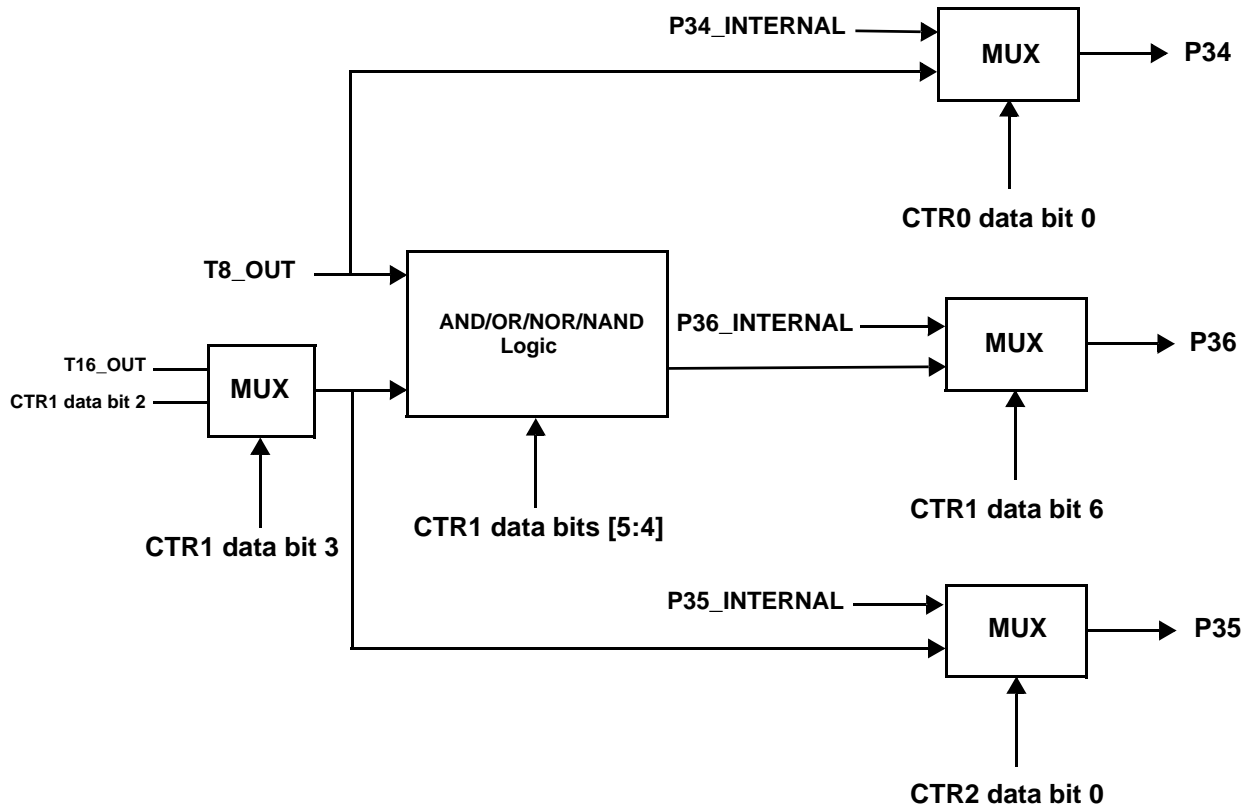 P34_INTERNAL
MUX
P34
CTR0 data bit 0
T8_OUT
AND/OR/NOR/NAND
Logic
P36_INTERNAL
MUX
P36
T16_OUT
CTR1 data bit 2
MUX
CTR1 data bit 3
CTR1 data bits [5:4]
CTR1 data bit 6
P35_INTERNAL
MUX
P35
CTR2 data bit 0